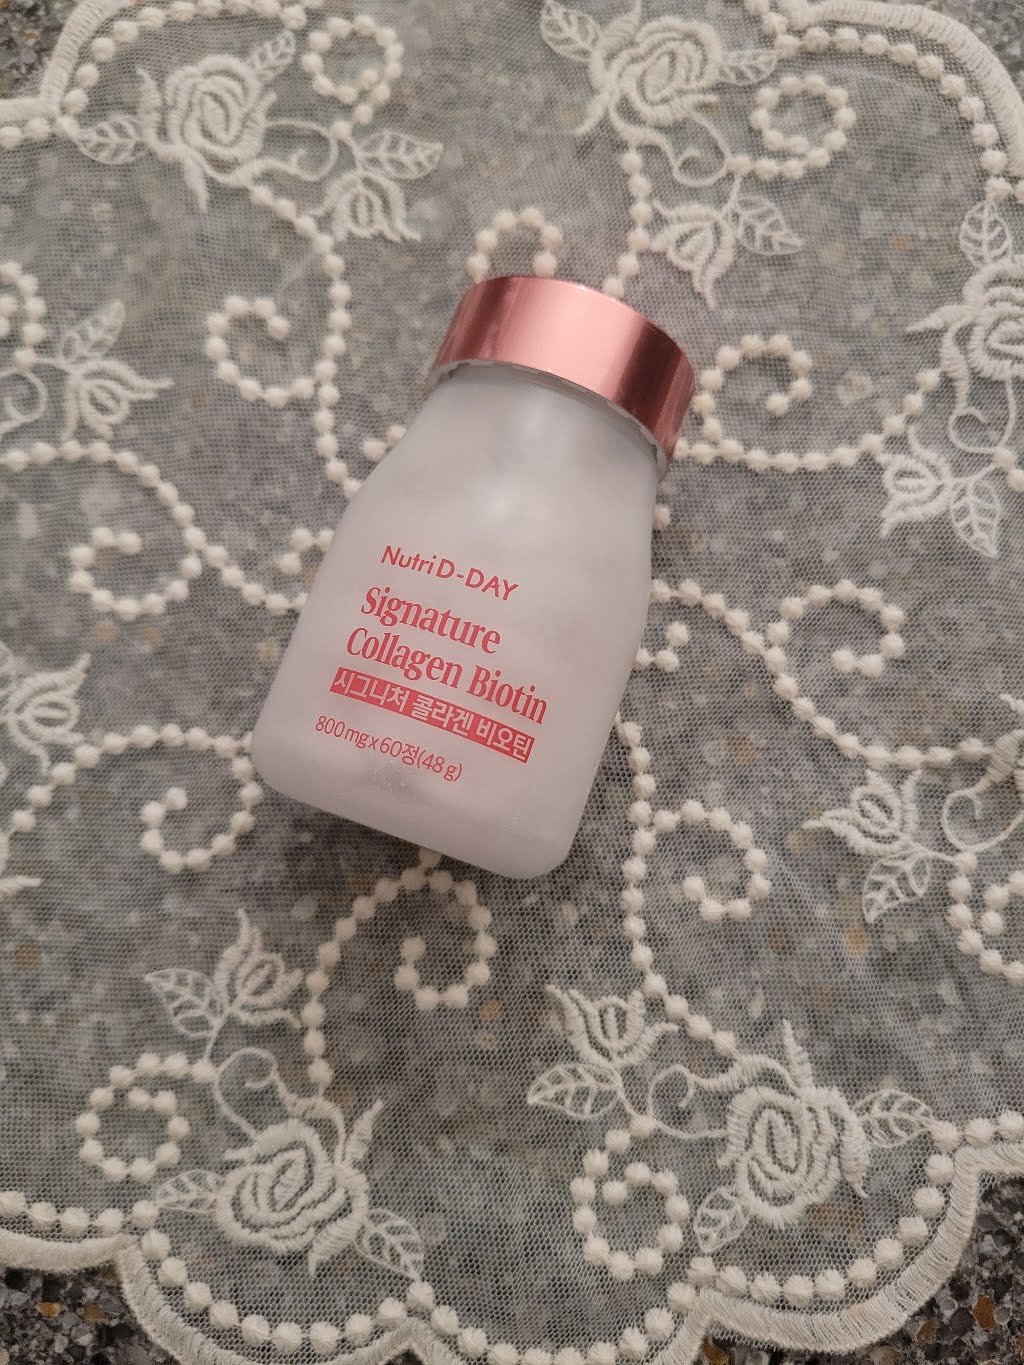 Nutri D-DAY
Signature
Collagen Biotin
시그니처 콜라겐 비오틴
800mg x 60정(48g)